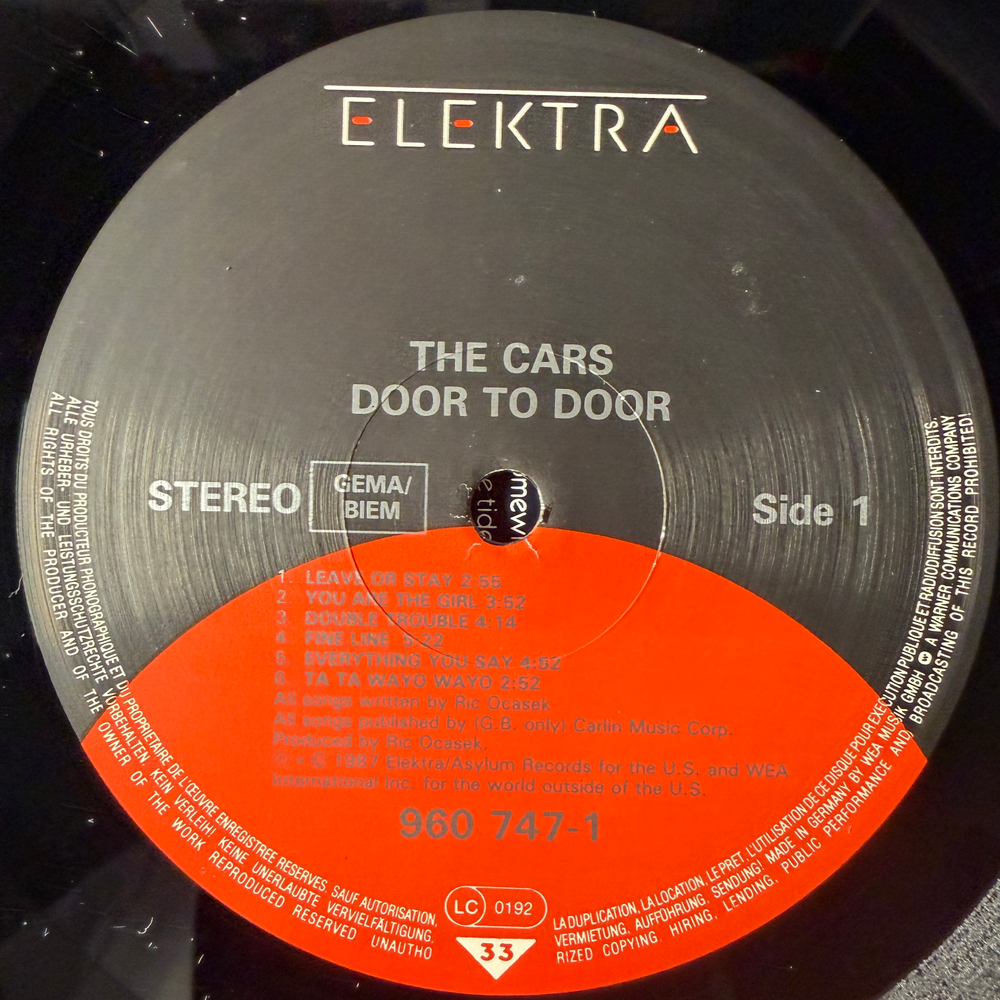 ELEKTRA
THE CARS
DOOR TO DOOR
STEREO
GEMA/
BIEM
Side 1
1. LEAVE OR STAY 2:55
2. YOU ARE THE GIRL 3:52
3. DOUBLE TROUBLE 4:14
4. FINE LINE 5:22
5. EVERYTHING YOU SAY 4:52
6. TA TA WAYO WAYO 2:52
All songs written by Ric Ocasek
All songs published by (G.B. only) Carlin Music Corp.
Produced by Ric Ocasek.
1987 Elektra/Asylum Records for the U.S. and WEA
International Inc. for the world outside of the U.S.
960 747-1
LC 0192
33
TOUS DROITS DU PRODUCTEUR PHONOGRAPHIQUE ET DU PROPRIETAIRE DE L'ŒUVRE ENREGISTREE RESERVES SAUF AUTORISATION,
LA DUPLICATION, LA LOCATION, LE PRET, L'UTILISATION DE CE DISQUE POUR EXECUTION PUBLIQUE ET RADIODIFFUSION SONT INTERDITS.
ALLE URHEBER- UND LEISTUNGSSCHUTZRECHTE VORBEHALTEN KEIN VERLEIH! KEINE UNERLAUBTE VERVIELFÄLTIGUNG,
VERMIETUNG, AUFFÜHRUNG, SENDUNG! MADE IN GERMANY BY WEA MUSIK GMBH A WARNER COMMUNICATIONS COMPANY
ALL RIGHTS OF THE PRODUCER AND OF THE OWNER OF THE WORK REPRODUCED RESERVED UNAUTHO
RIZED COPYING, HIRING, LENDING, PUBLIC PERFORMANCE AND BROADCASTING OF THIS RECORD PROHIBITED!